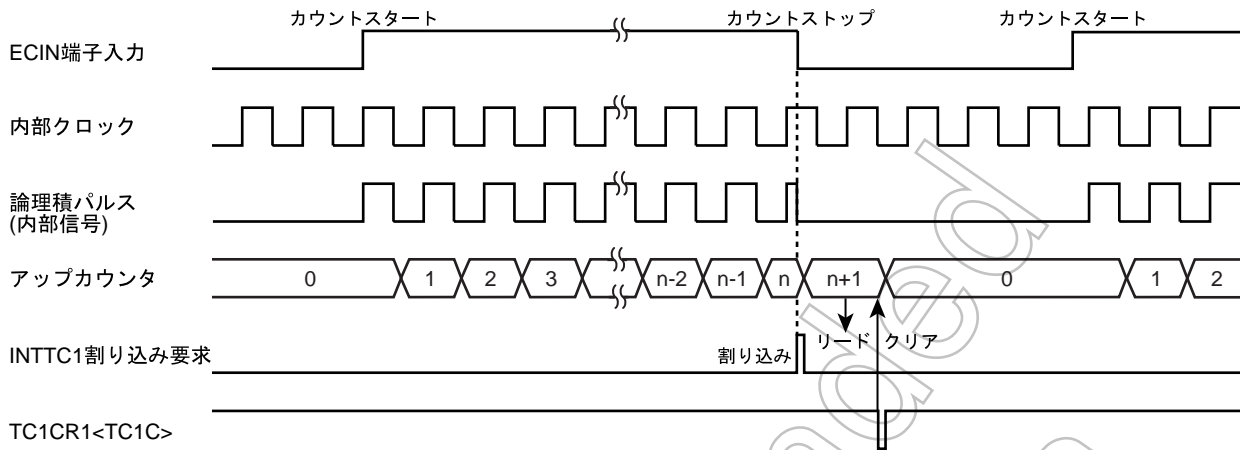 カウントスタート カウントストップ カウントスタート
ECIN端子入力
内部クロック
論理積パルス
(内部信号)
アップカウンタ 0 1 2 3 n-2 n-1 n n+1 0 1 2
リード クリア
INTTC1割り込み要求 割り込み
TC1CR1<TC1C>